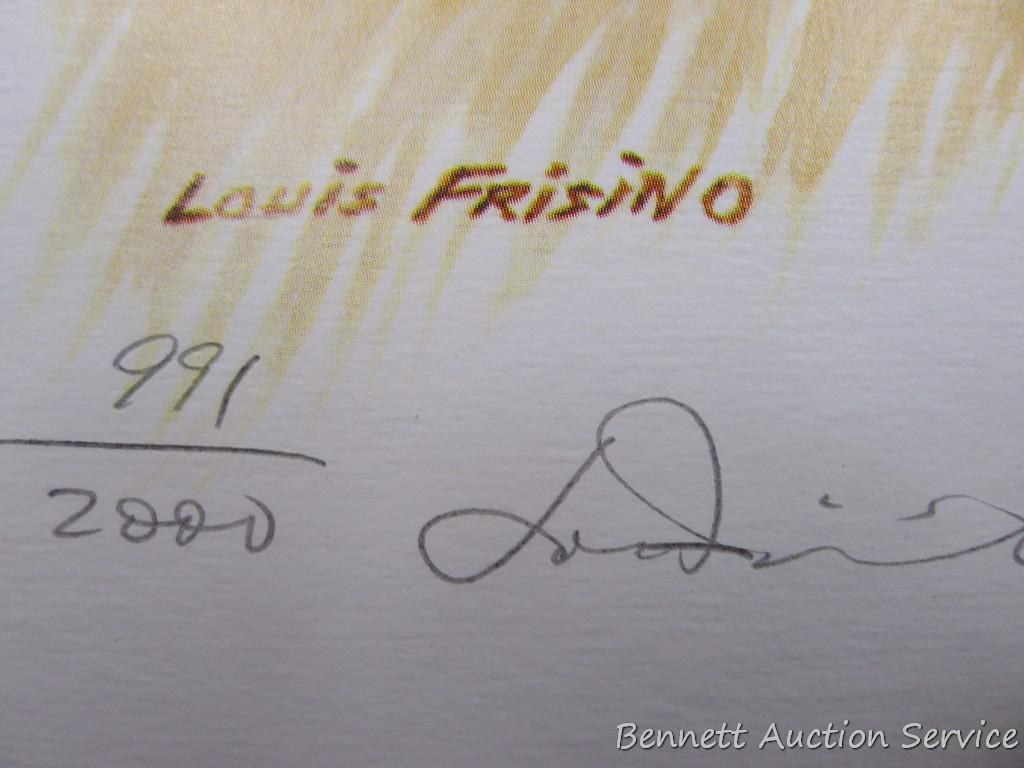 Louis Frisino
991
2000
Bennett Auction Service